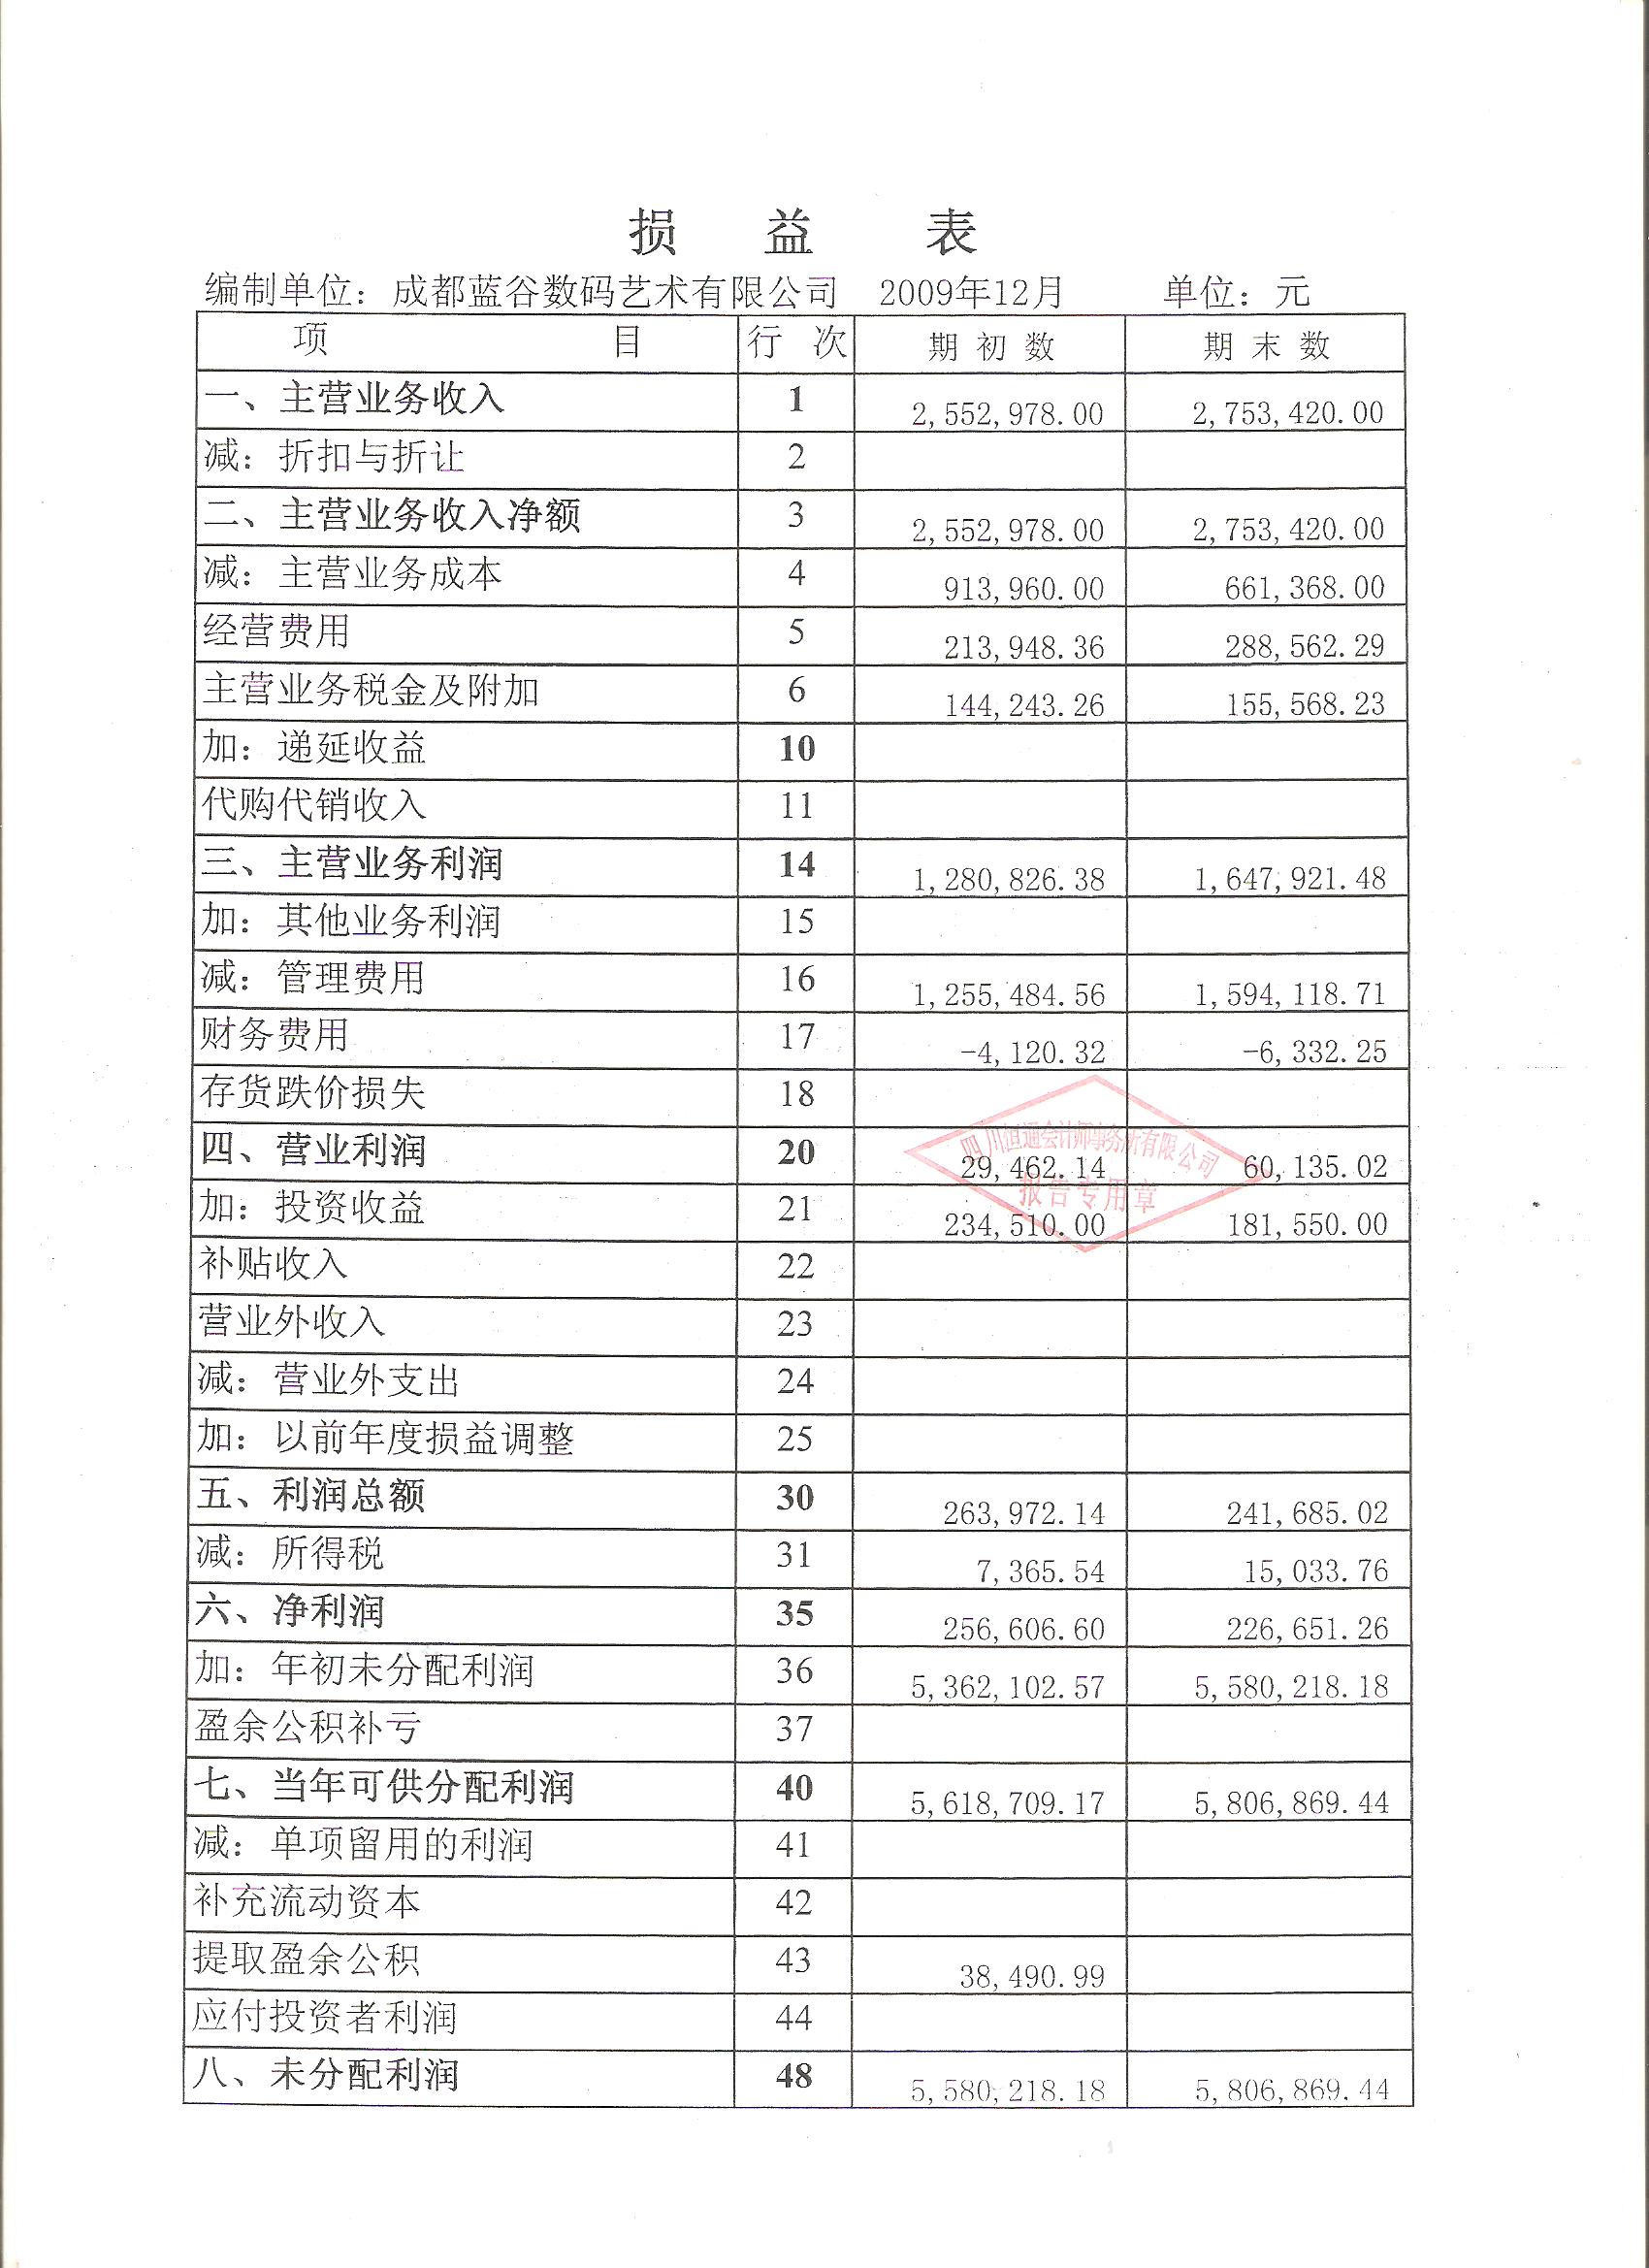 损 益 表
编制单位：成都蓝谷数码艺术有限公司 2009年12月 单位：元
项 目 行 次 期 初 数 期 末 数
一、主营业务收入 1 2,552,978.00 2,753,420.00
减：折扣与折让 2
二、主营业务收入净额 3 2,552,978.00 2,753,420.00
减：主营业务成本 4 913,960.00 661,368.00
经营费用 5 213,948.36 288,562.29
主营业务税金及附加 6 144,243.26 155,568.23
加：递延收益 10
代购代销收入 11
三、主营业务利润 14 1,280,826.38 1,647,921.48
加：其他业务利润 15
减：管理费用 16 1,255,484.56 1,594,118.71
财务费用 17 -4,120.32 -6,332.25
存货跌价损失 18
四川恒通会计师事务所有限公司
四、营业利润 20 29,462.14 60,135.02
报告专用章
加：投资收益 21 234,510.00 181,550.00
补贴收入 22
营业外收入 23
减：营业外支出 24
加：以前年度损益调整 25
五、利润总额 30 263,972.14 241,685.02
减：所得税 31 7,365.54 15,033.76
六、净利润 35 256,606.60 226,651.26
加：年初未分配利润 36 5,362,102.57 5,580,218.18
盈余公积补亏 37
七、当年可供分配利润 40 5,618,709.17 5,806,869.44
减：单项留用的利润 41
补充流动资本 42
提取盈余公积 43 38,490.99
应付投资者利润 44
八、未分配利润 48 5,580,218.18 5,806,869.44